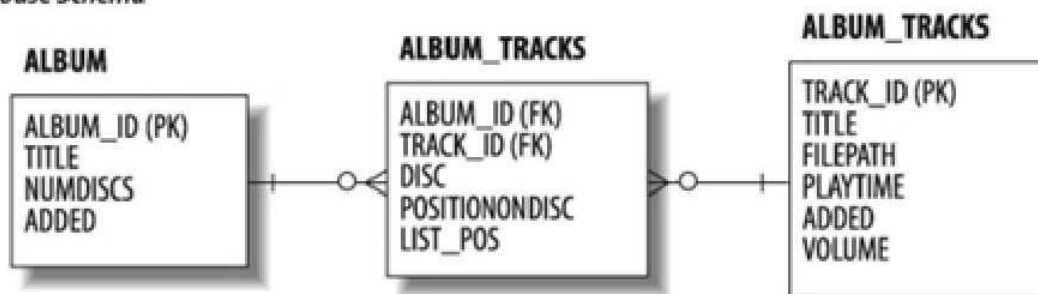 ALBUM
ALBUM_ID (PK)
TITLE
NUMDISCS
ADDED
ALBUM_TRACKS
ALBUM_ID (FK)
TRACK_ID (FK)
DISC
POSITIONONDISC
LIST_POS
ALBUM_TRACKS
TRACK_ID (PK)
TITLE
FILEPATH
PLAYTIME
ADDED
VOLUME